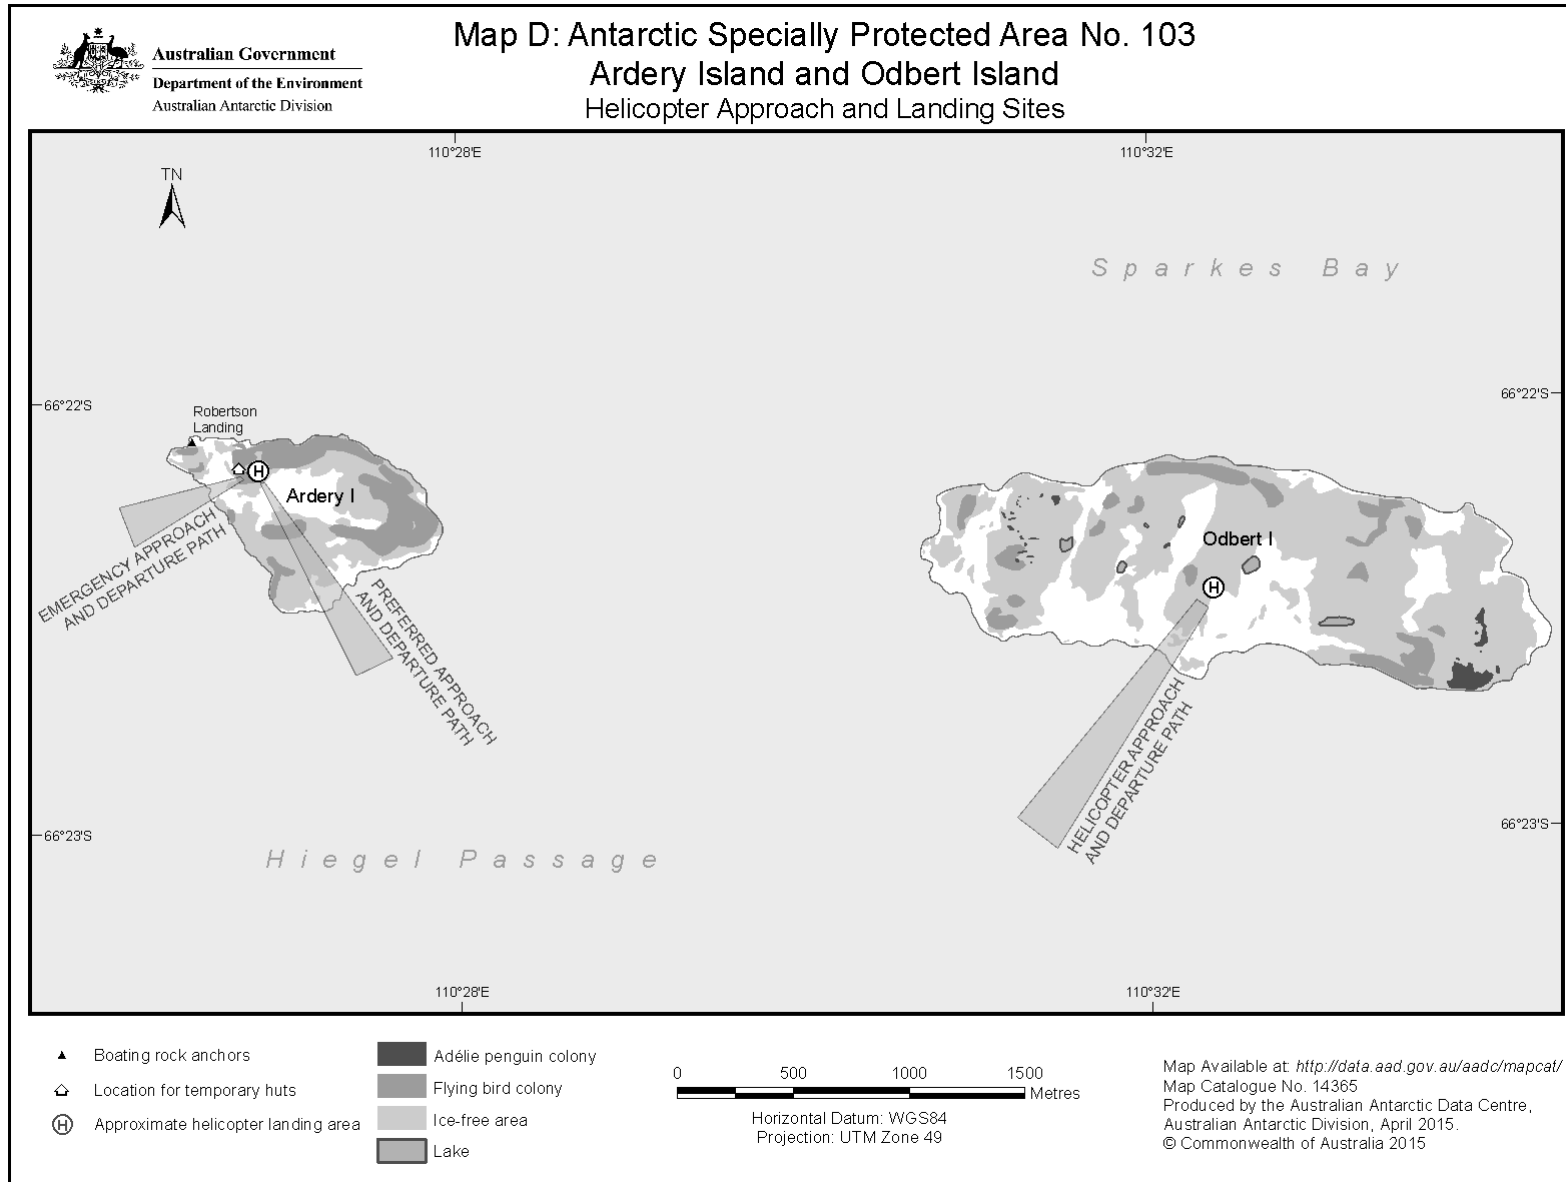 Australian Government
Department of the Environment
Australian Antarctic Division
Map D: Antarctic Specially Protected Area No. 103
Ardery Island and Odbert Island
Helicopter Approach and Landing Sites
110°28'E
110°32'E
TN
Sparkes Bay
66°22'S
66°22'S
Robertson
Landing
H
Ardery I
EMERGENCY APPROACH
AND DEPARTURE PATH
PREFERRED APPROACH
AND DEPARTURE PATH
Odbert I
H
HELICOPTER APPROACH
AND DEPARTURE PATH
66°23'S
66°23'S
Hiegel Passage
110°28'E
110°32'E
Boating rock anchors
Location for temporary huts
H Approximate helicopter landing area
Adélie penguin colony
Flying bird colony
Ice-free area
Lake
0 500 1000 1500
Metres
Horizontal Datum: WGS84
Projection: UTM Zone 49
Map Available at: http://data.aad.gov.au/aadc/mapcat/
Map Catalogue No. 14365
Produced by the Australian Antarctic Data Centre,
Australian Antarctic Division, April 2015.
© Commonwealth of Australia 2015